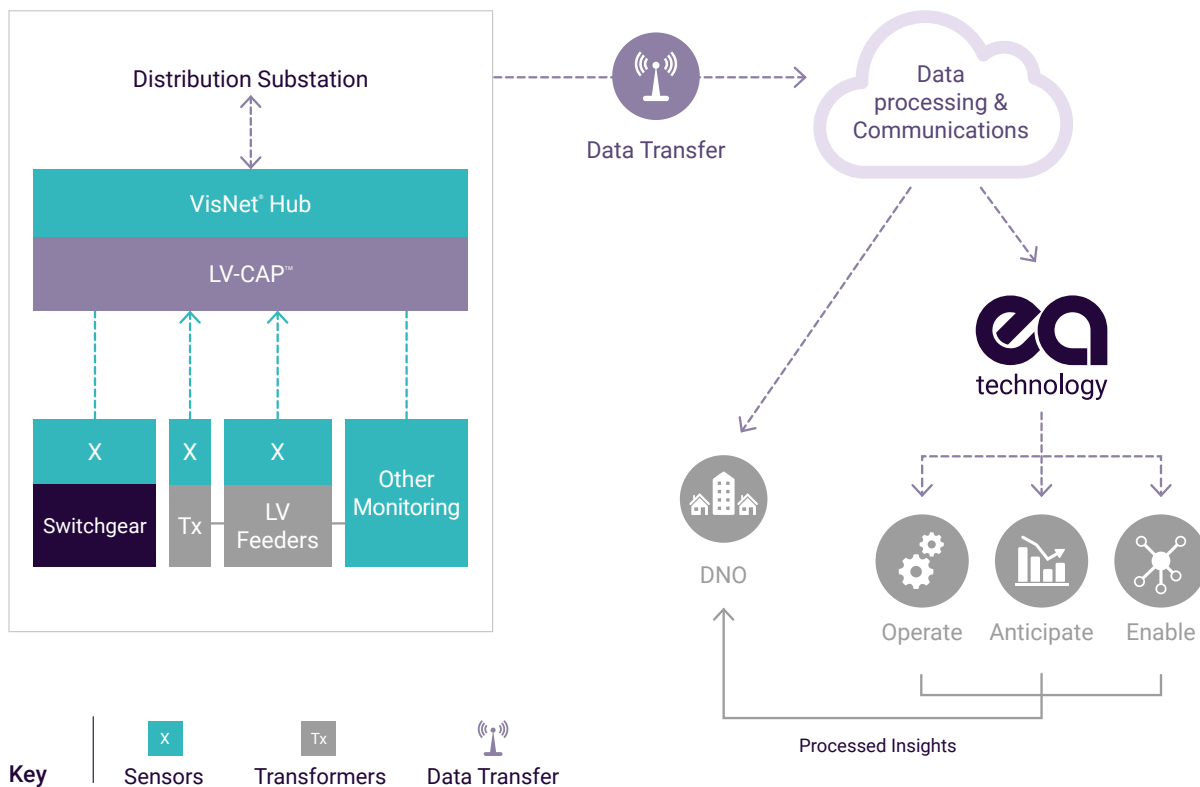 Distribution Substation
VisNet® Hub
LV-CAP™
X
X
X
Other
Monitoring
Switchgear
Tx
LV
Feeders
Data Transfer
Data
processing &
Communications
ea
technology
DNO
Operate
Anticipate
Enable
Processed Insights
Key
X
Sensors
Tx
Transformers
Data Transfer